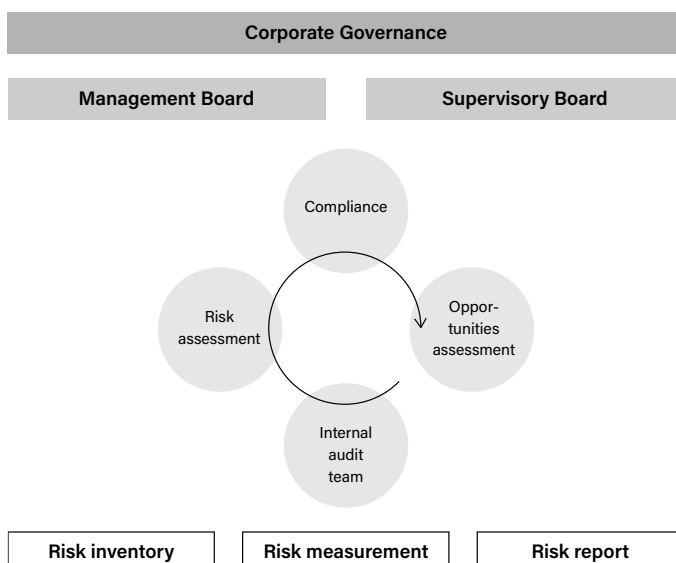 Corporate Governance
Management Board
Supervisory Board
Compliance
Risk
assessment
Oppor-
tunities
assessment
Internal
audit
team
Risk inventory
Risk measurement
Risk report